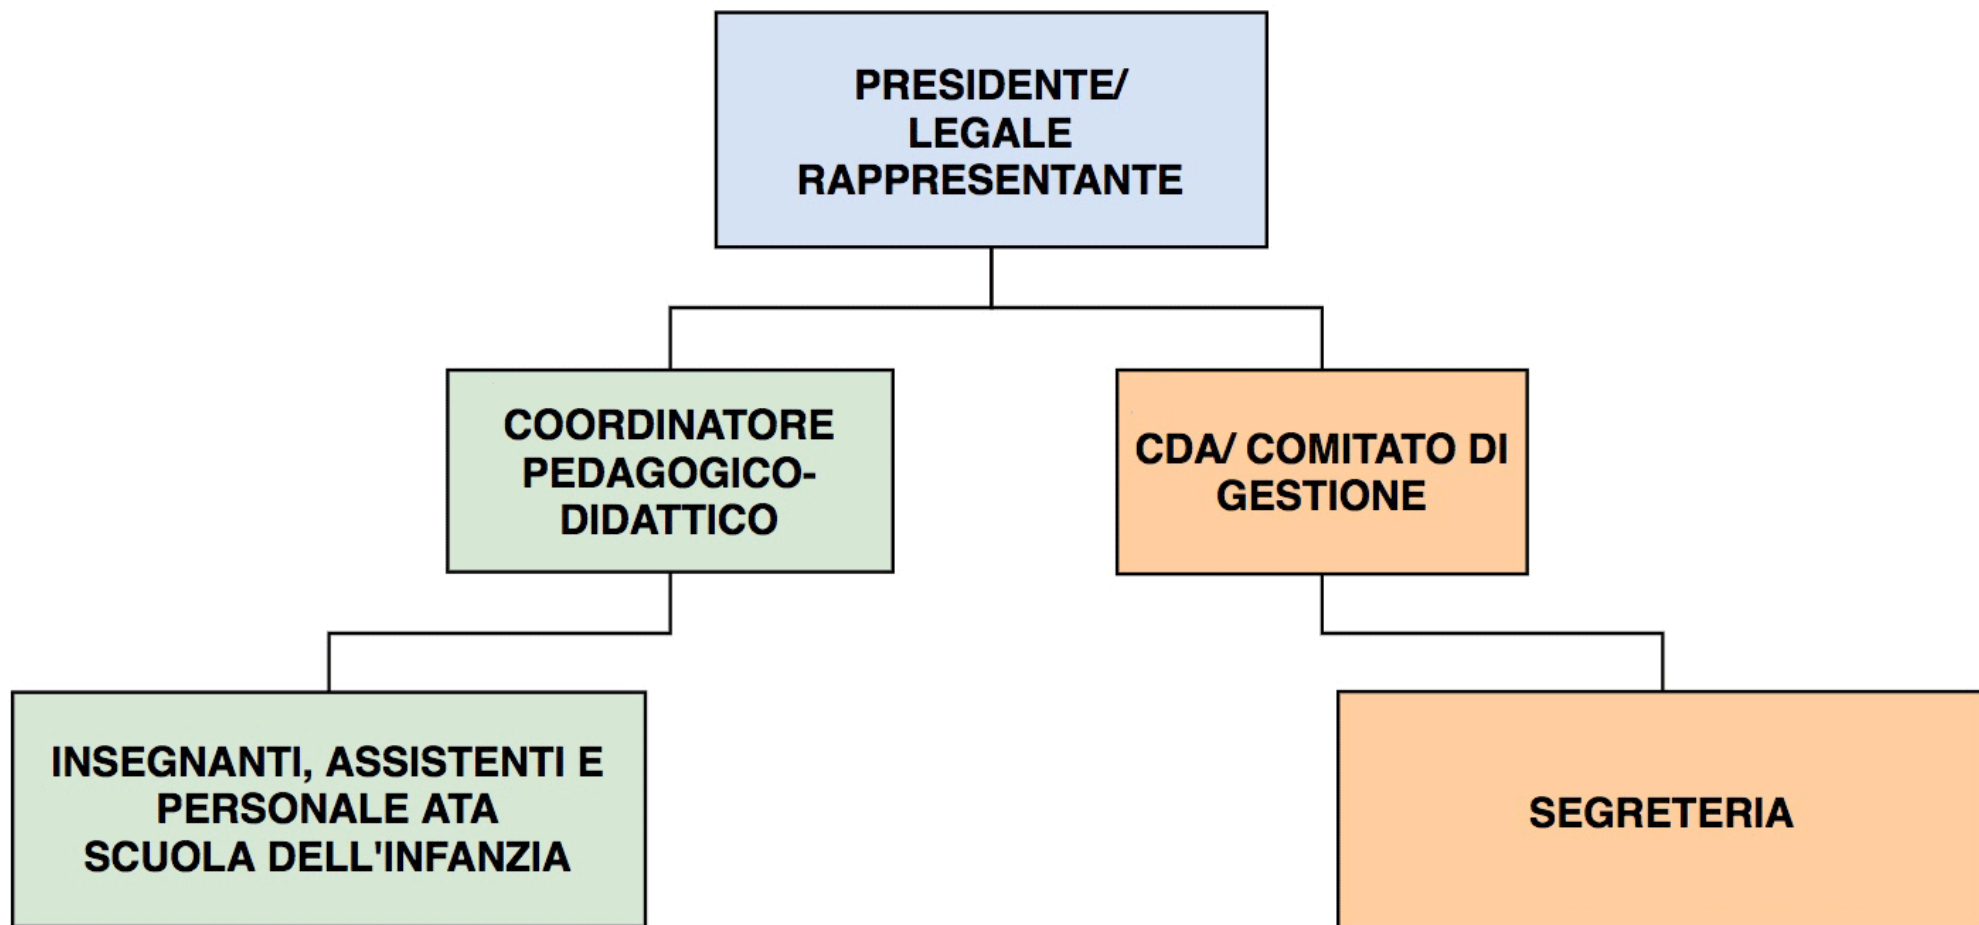 PRESIDENTE/
LEGALE
RAPPRESENTANTE
COORDINATORE
PEDAGOGICO-
DIDATTICO
CDA/ COMITATO DI
GESTIONE
INSEGNANTI, ASSISTENTI E
PERSONALE ATA
SCUOLA DELL'INFANZIA
SEGRETERIA